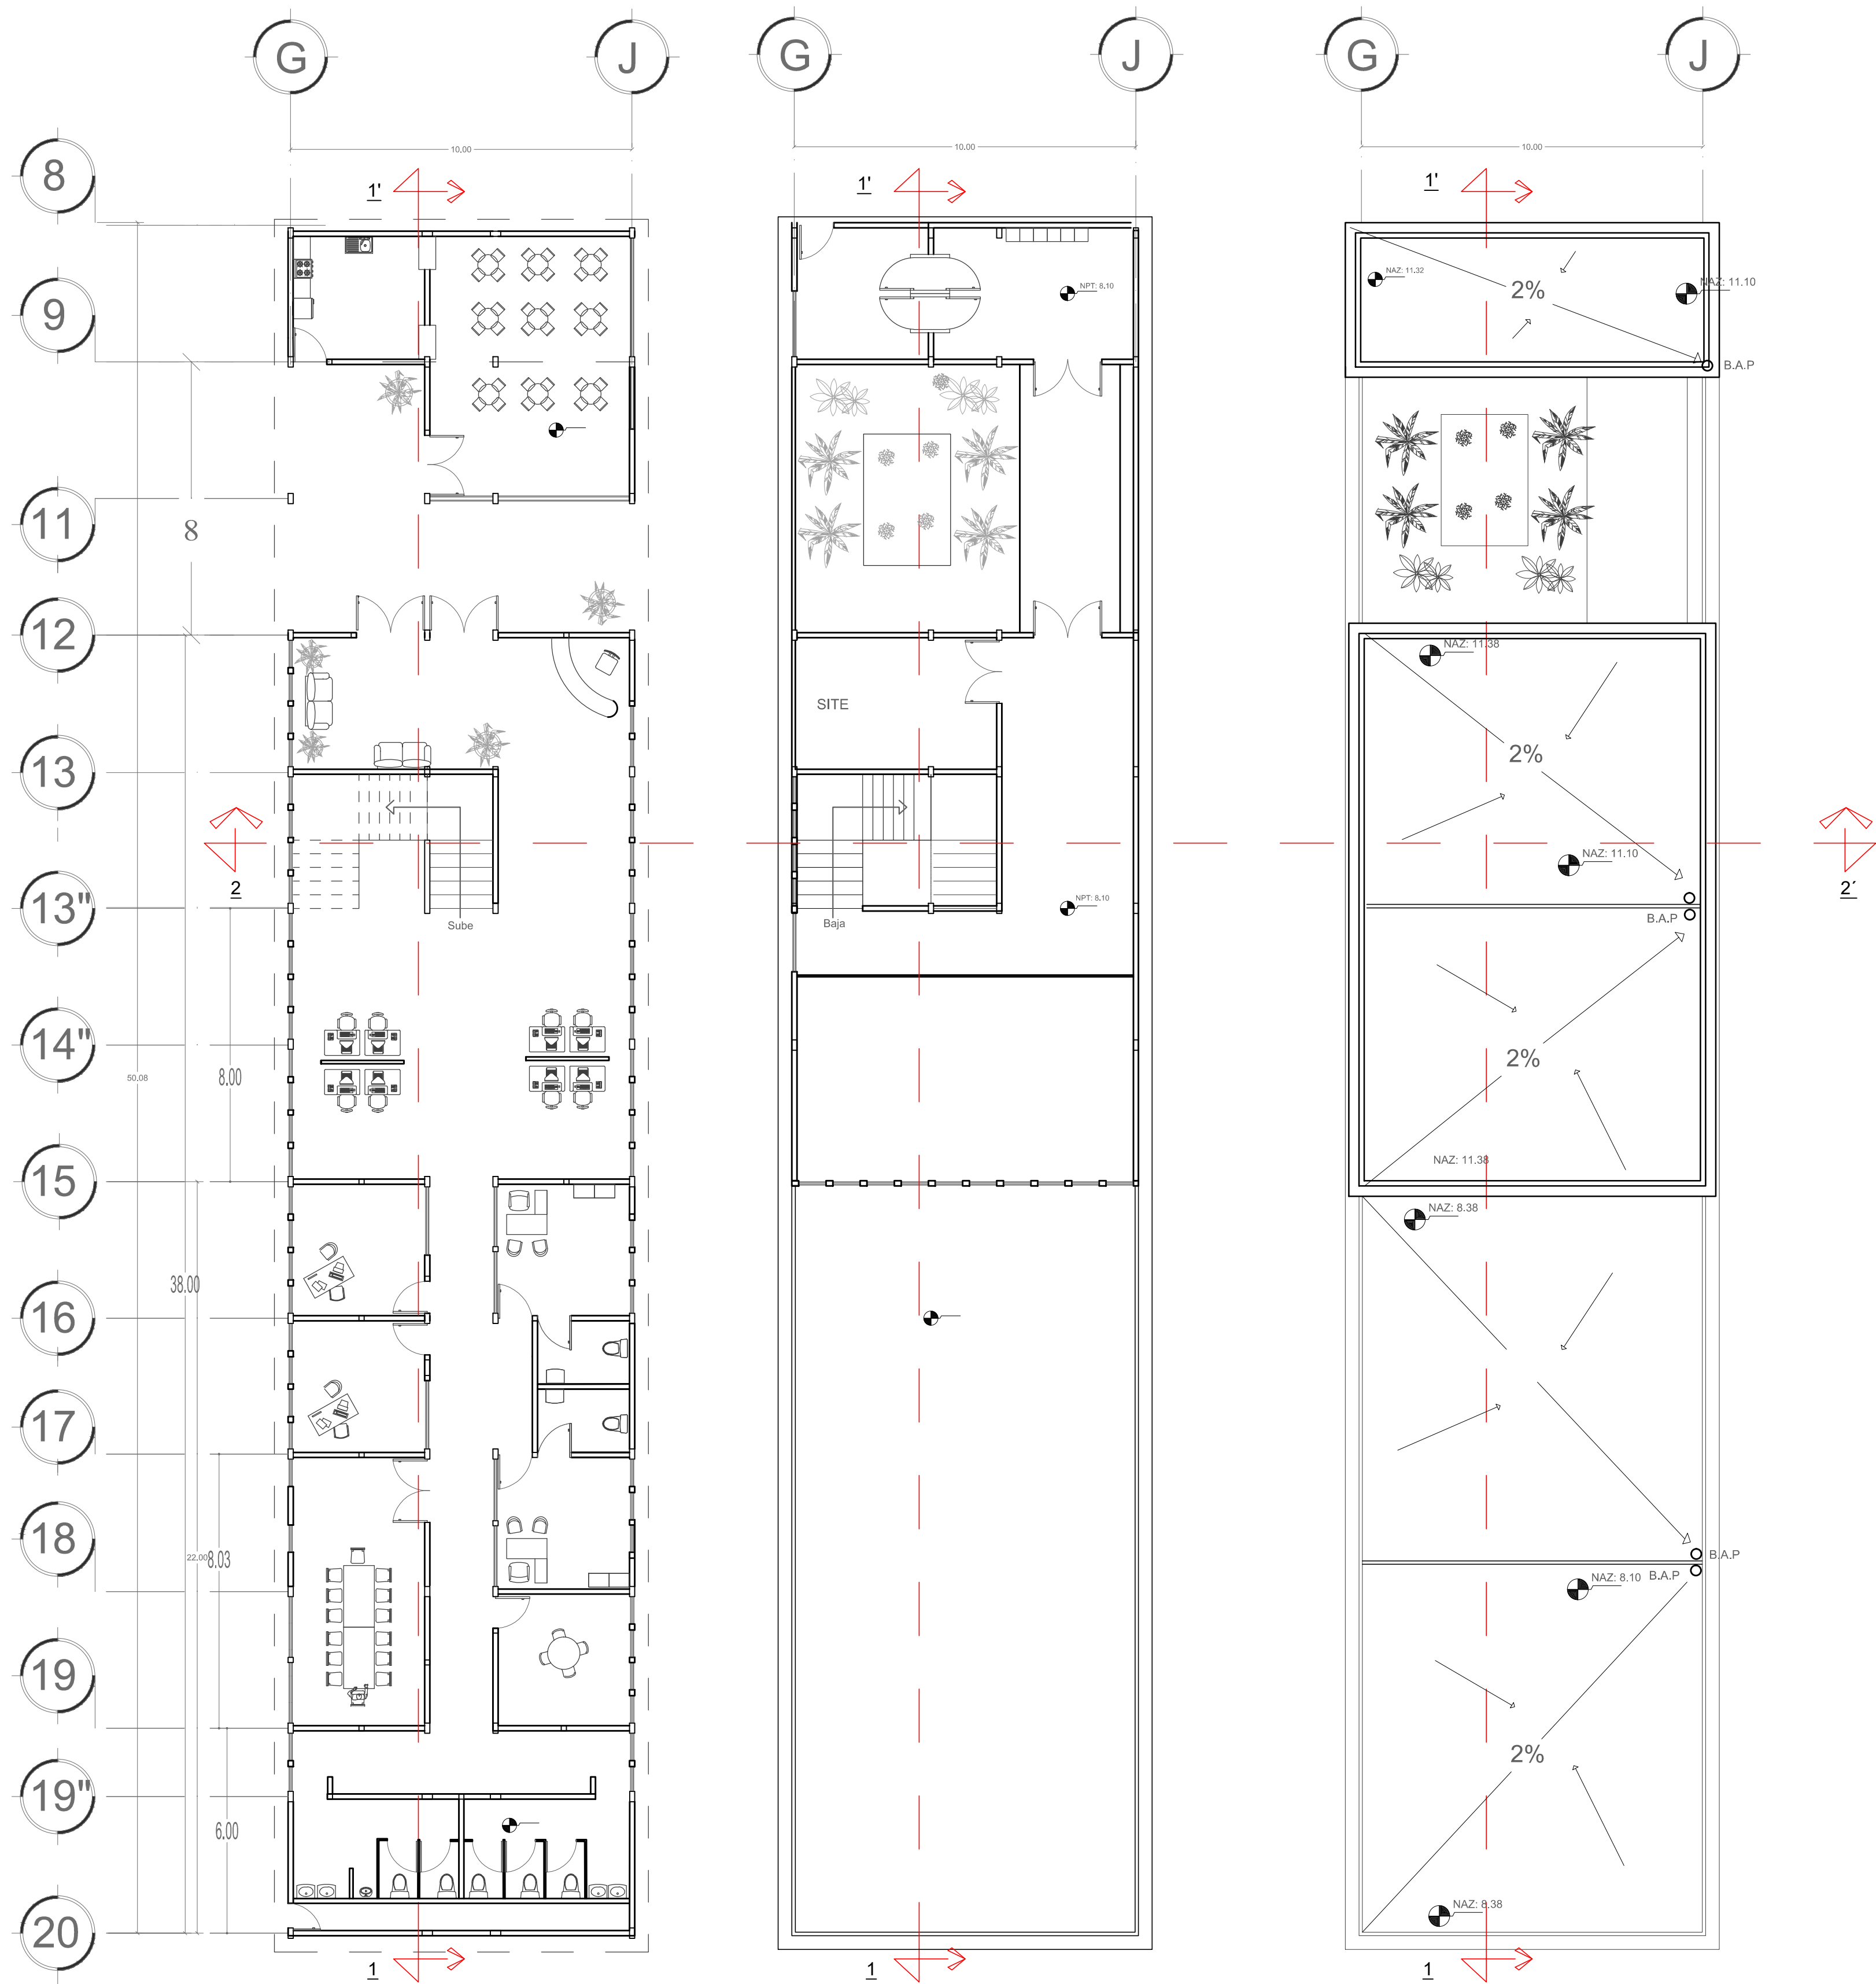 G J G J G J
10.00 10.00 10.00
8
1' 1' 1'
NAZ: 11.32
NAZ: 11.10
2%
NPT: 8.10
9
B.A.P
11
8
12
NAZ: 11.38
SITE
2%
13
NAZ: 11.10
2
2´
13"
NPT: 8.10
Sube
Baja
B.A.P
14"
2%
50.08
8.00
NAZ: 11.38
15
NAZ: 8.38
38.00
16
17
18
22.00
8.03
B.A.P
B.A.P
NAZ: 8.10
19
2%
19"
6.00
NAZ: 8.38
20
1 1 1